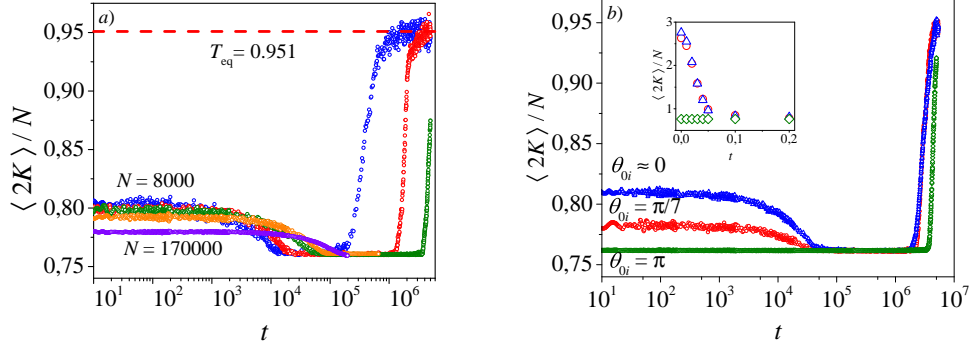 a)
0,95
0,90
0,85
0,80
0,75
⟨ 2K ⟩ / N
T_eq = 0.951
N = 8000
N = 170000
10^1 10^2 10^3 10^4 10^5 10^6
t
b)
0,95
0,90
0,85
0,80
0,75
⟨ 2K ⟩ / N
3
2
1
⟨ 2K ⟩ / N
0,0 0,1 0,2
t
θ_0i ≈ 0
θ_0i = π/7
θ_0i = π
10^1 10^2 10^3 10^4 10^5 10^6 10^7
t